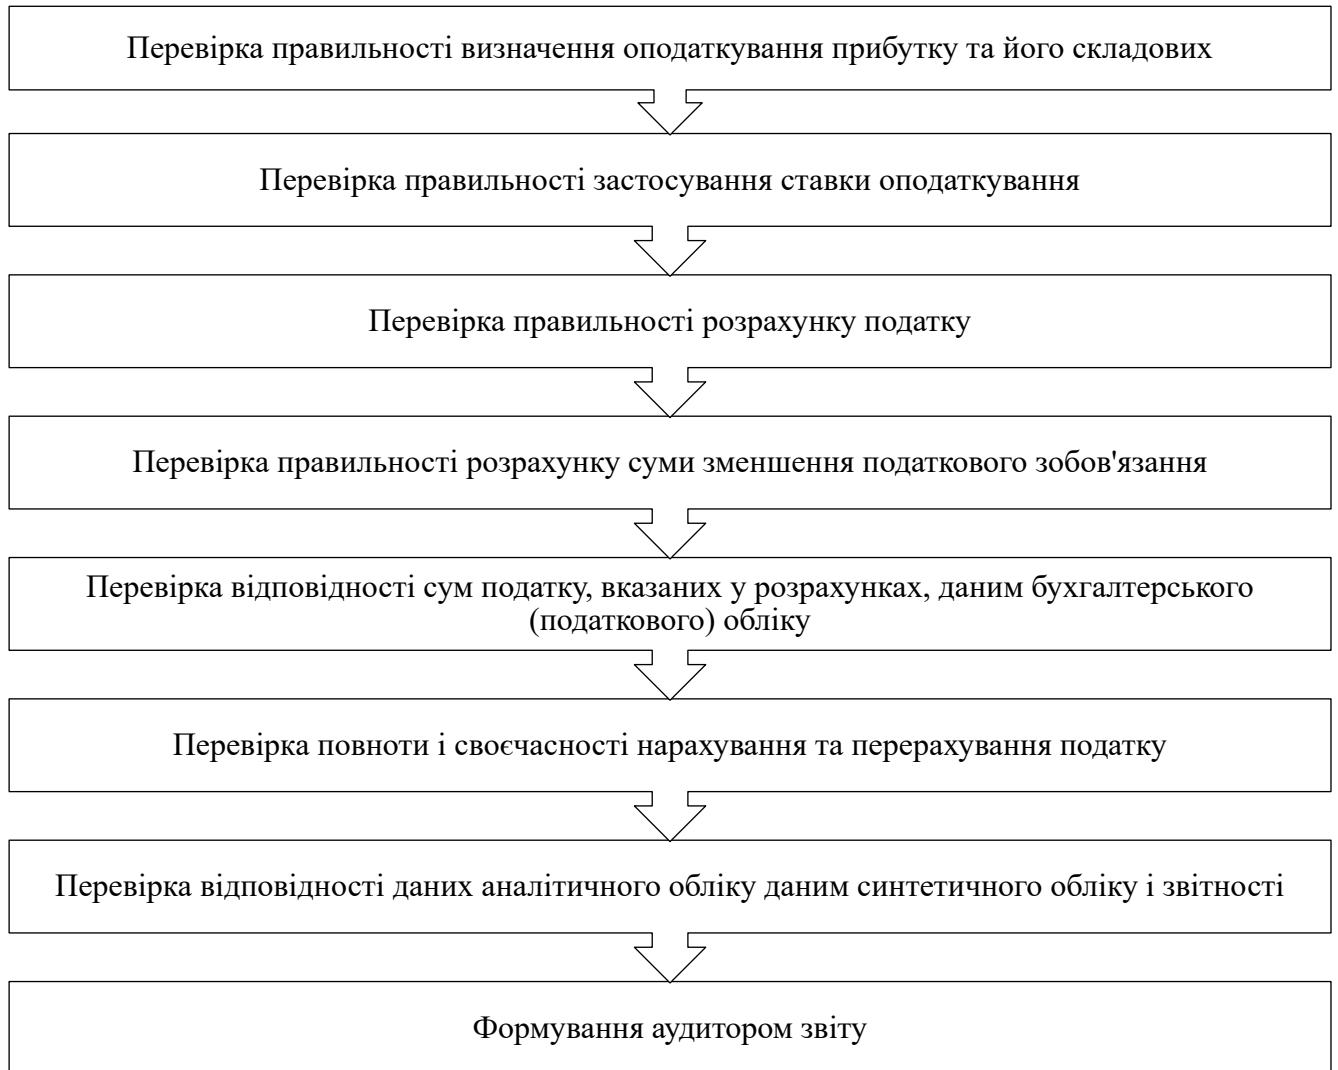 Перевірка правильності визначення оподаткування прибутку та його складових
Перевірка правильності застосування ставки оподаткування
Перевірка правильності розрахунку податку
Перевірка правильності розрахунку суми зменшення податкового зобов'язання
Перевірка відповідності сум податку, вказаних у розрахунках, даним бухгалтерського
(податкового) обліку
Перевірка повноти і своєчасності нарахування та перерахування податку
Перевірка відповідності даних аналітичного обліку даним синтетичного обліку і звітності
Формування аудитором звіту